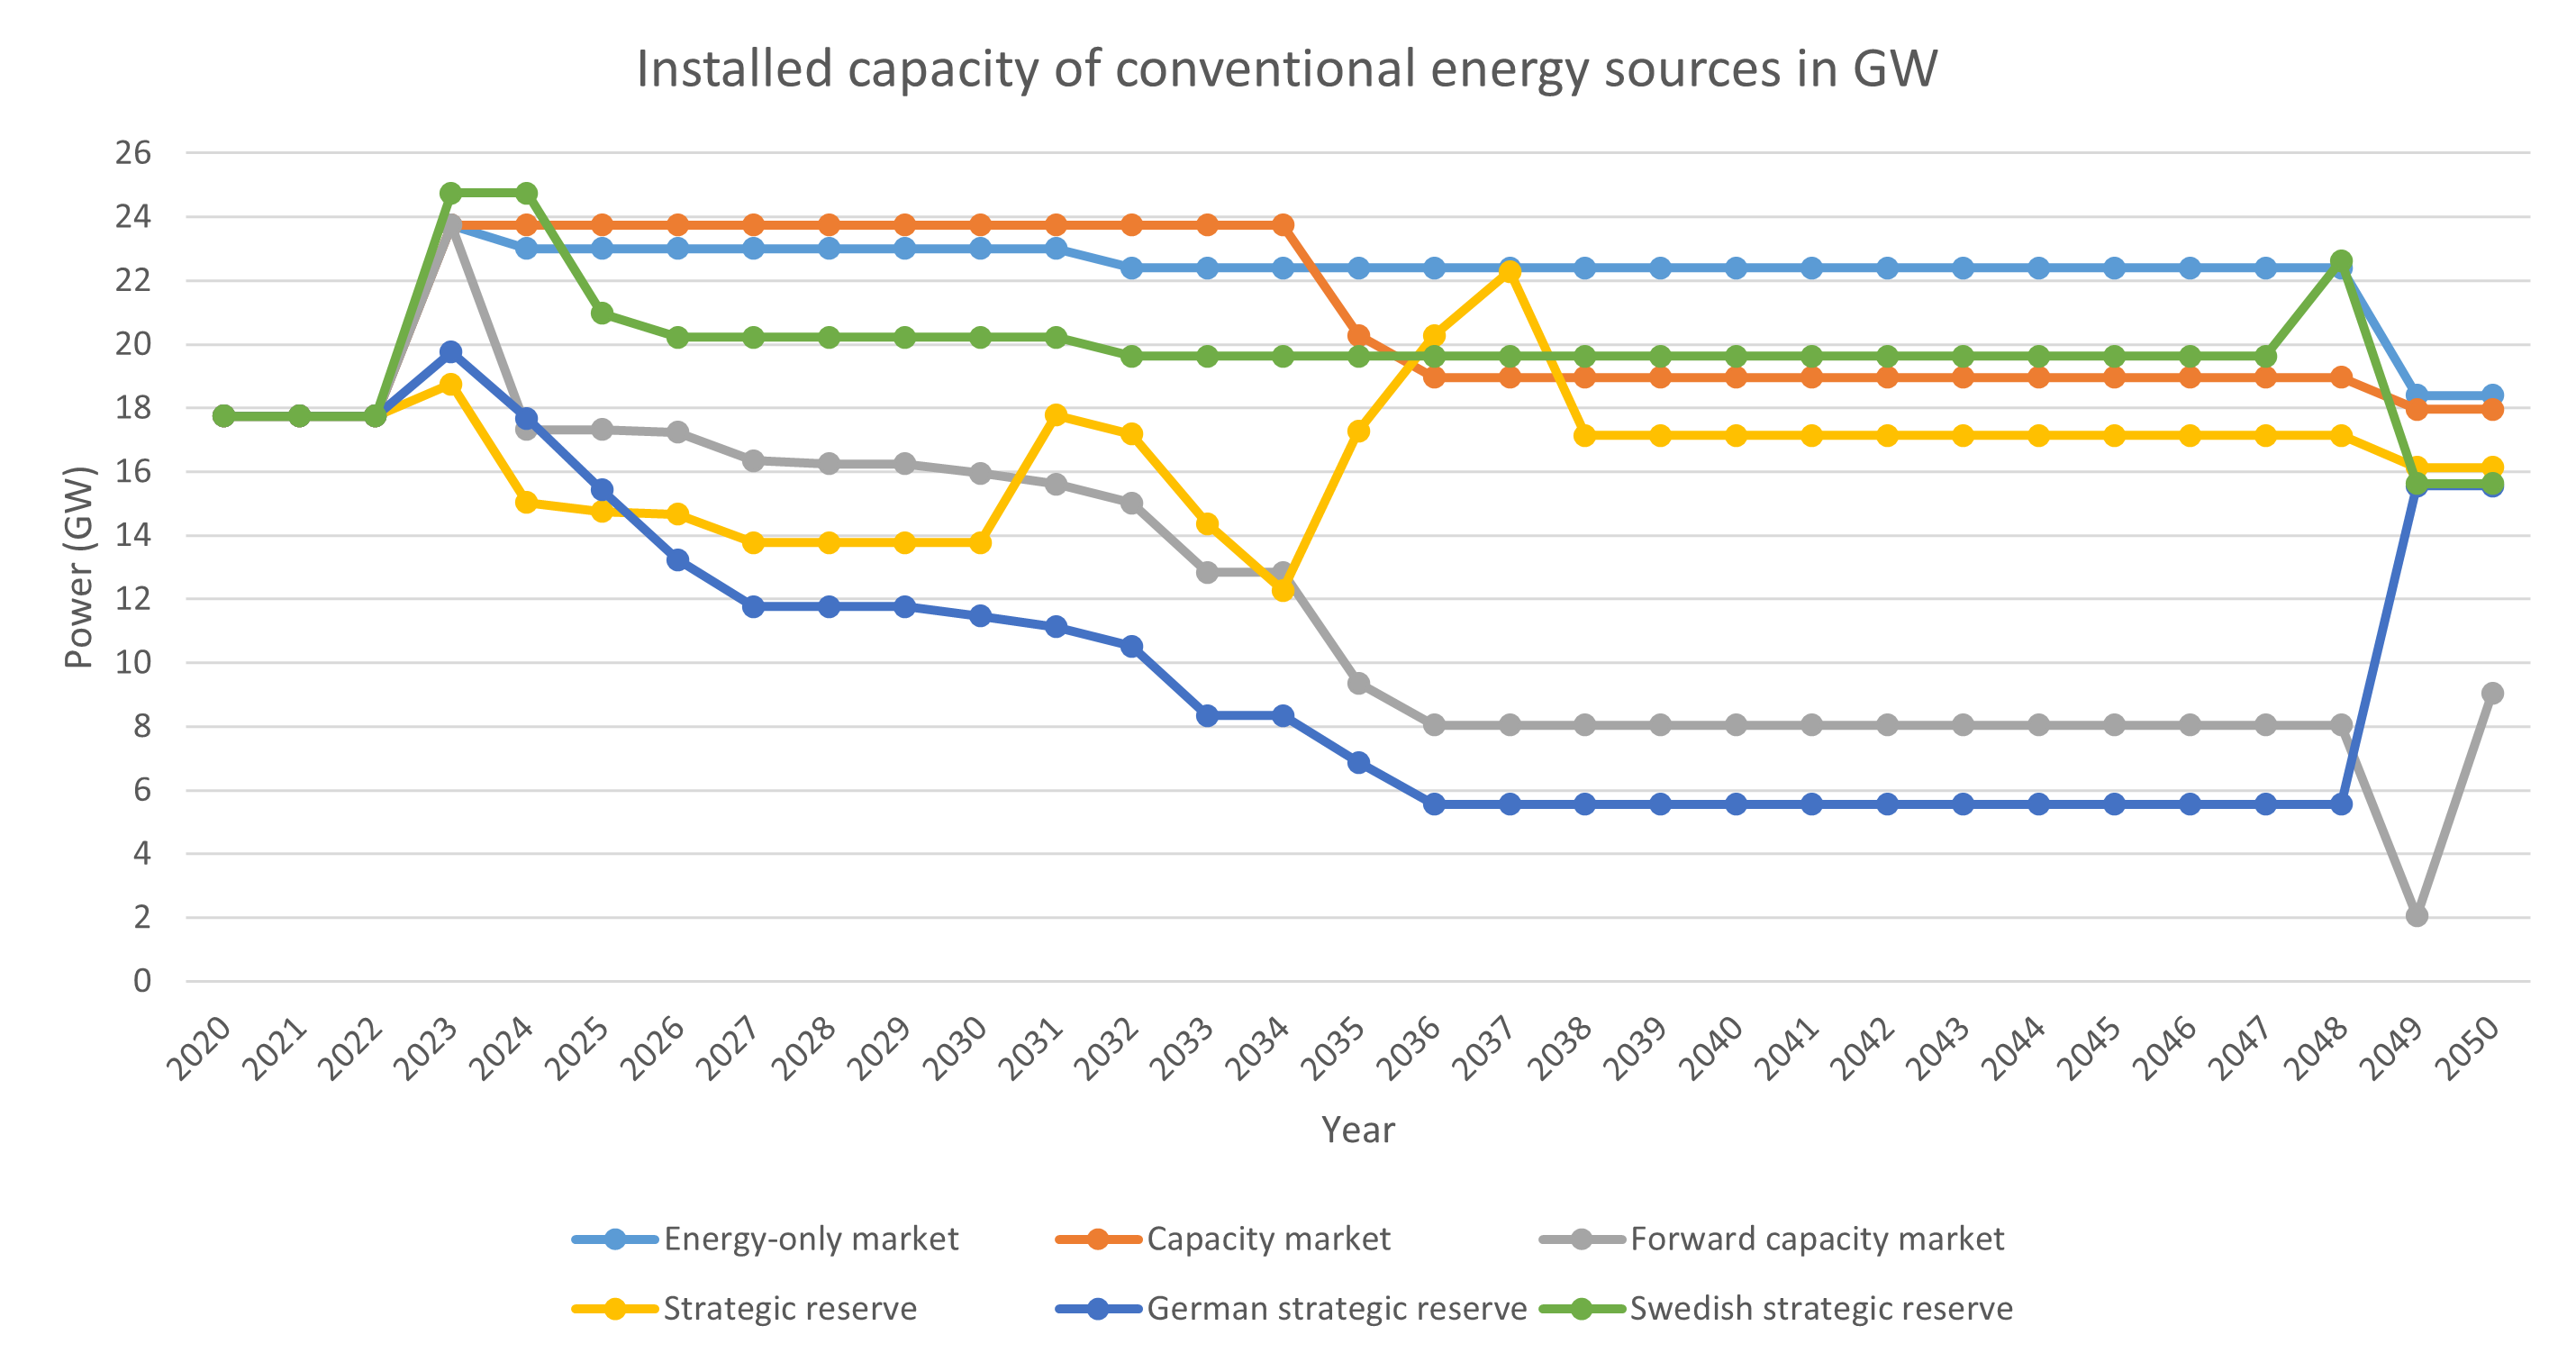 Installed capacity of conventional energy sources in GW
26
24
22
20
18
16
14
12
10
8
6
4
2
0
Power (GW)
2020 2021 2022 2023 2024 2025 2026 2027 2028 2029 2030 2031 2032 2033 2034 2035 2036 2037 2038 2039 2040 2041 2042 2043 2044 2045 2046 2047 2048 2049 2050
Year
Energy-only market Capacity market Forward capacity market
Strategic reserve German strategic reserve Swedish strategic reserve